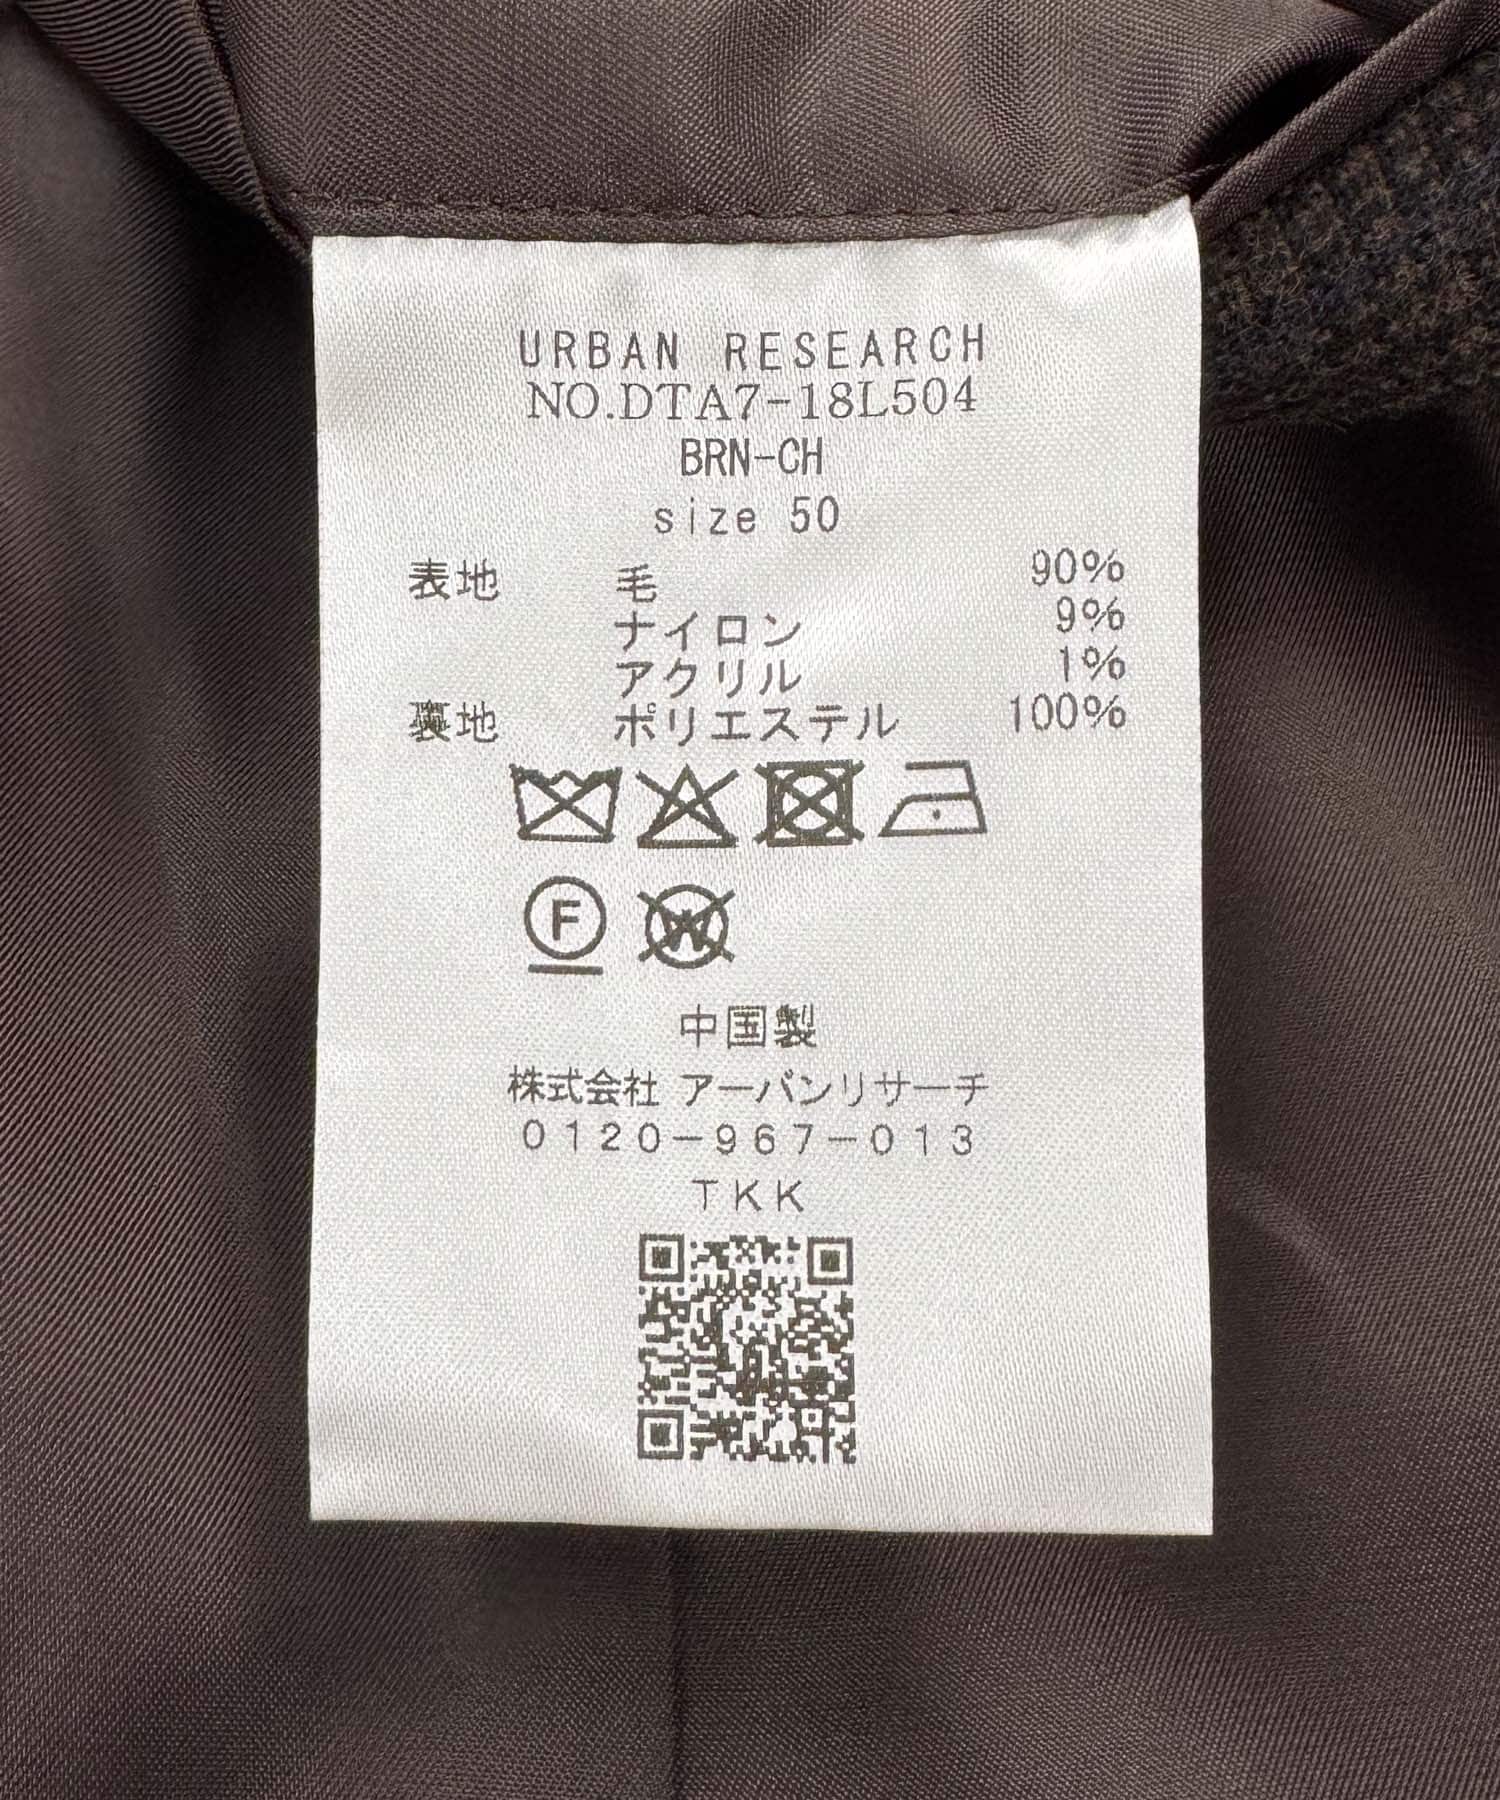 URBAN RESEARCH
NO.DTA7-18L504
BRN-CH
size 50
表地 毛 90%
ナイロン 9%
アクリル 1%
裏地 ポリエステル 100%
F W
中国製
株式会社 アーバンリサーチ
0120-967-013
TKK